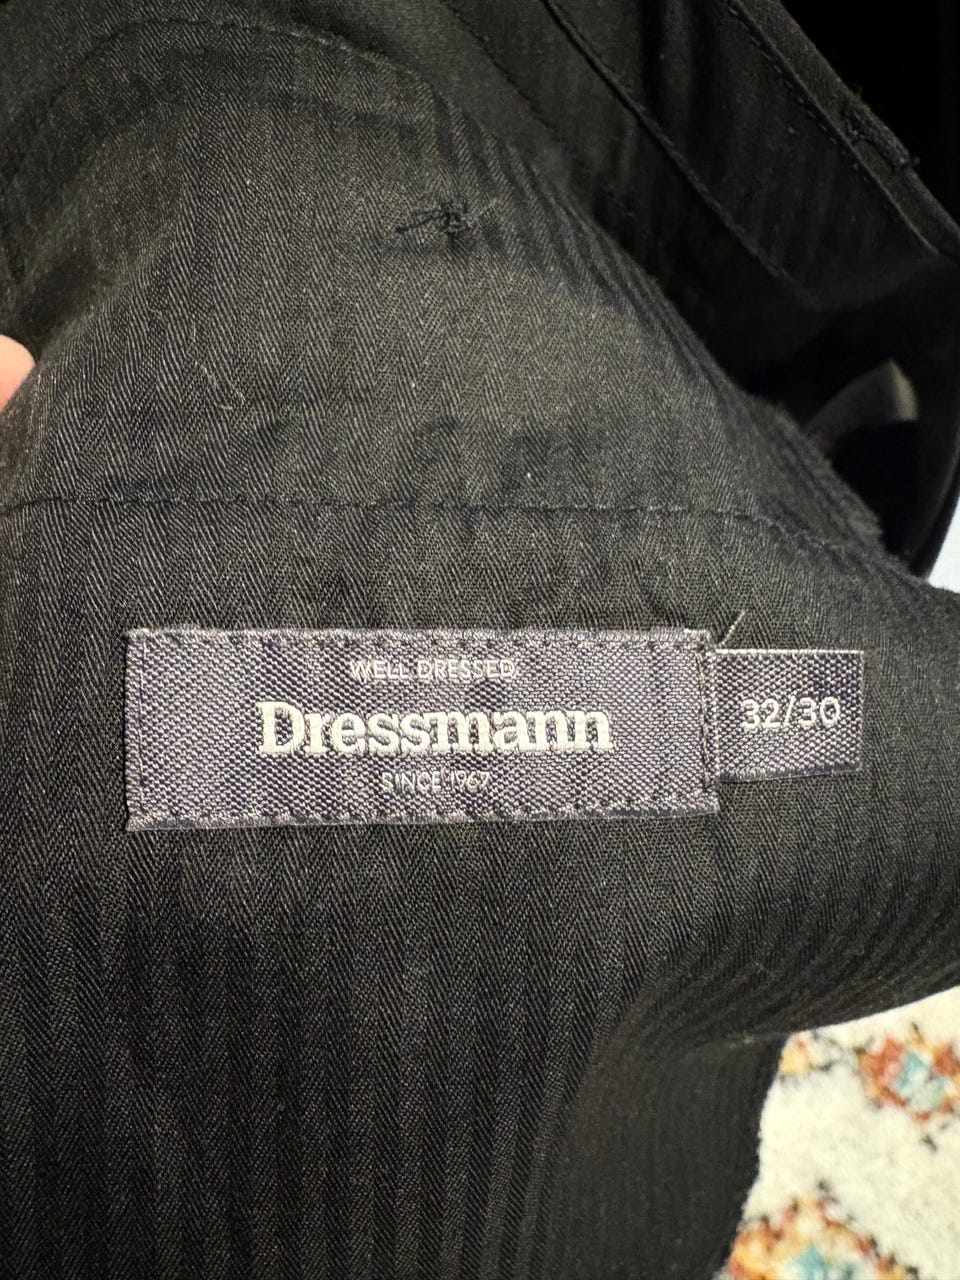 WELL DRESSED
Dressmann
SINCE 1967
32/30